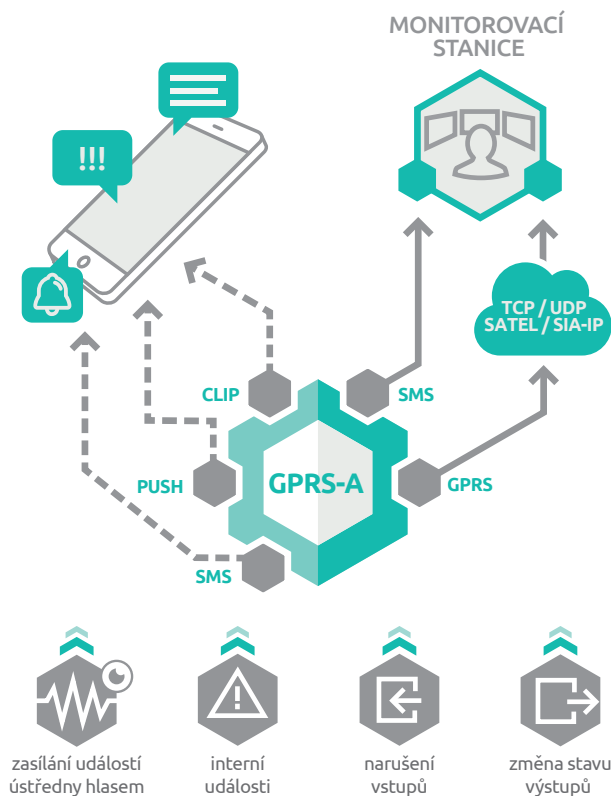 MONITOROVACÍ
STANICE
!!!
TCP / UDP
SATEL / SIA-IP
CLIP
SMS
PUSH
GPRS-A
GPRS
SMS
zasílání událostí
ústředny hlasem
interní
události
narušení
vstupů
změna stavu
výstupů